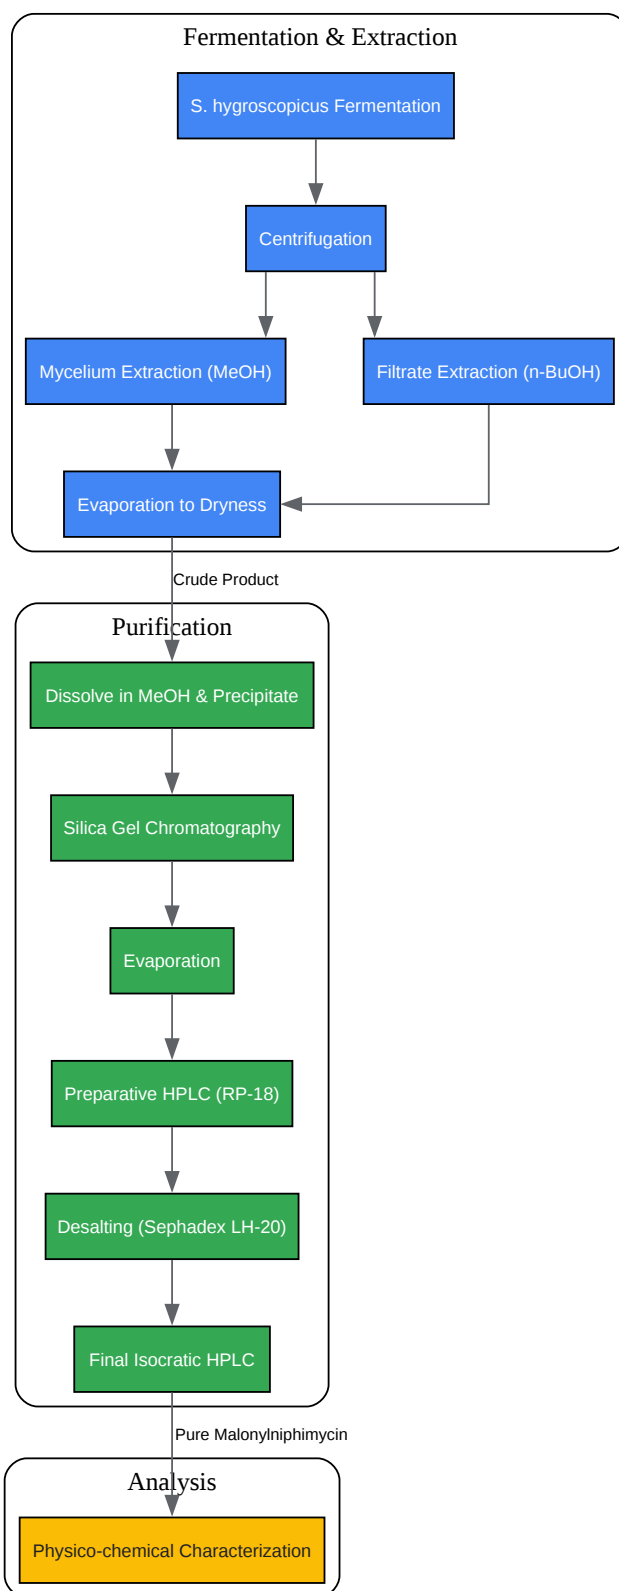 Fermentation & Extraction
S. hygroscopicus Fermentation
Centrifugation
Mycelium Extraction (MeOH)
Filtrate Extraction (n-BuOH)
Evaporation to Dryness
Crude Product
Purification
Dissolve in MeOH & Precipitate
Silica Gel Chromatography
Evaporation
Preparative HPLC (RP-18)
Desalting (Sephadex LH-20)
Final Isocratic HPLC
Pure Malonylniphimycin
Analysis
Physico-chemical Characterization